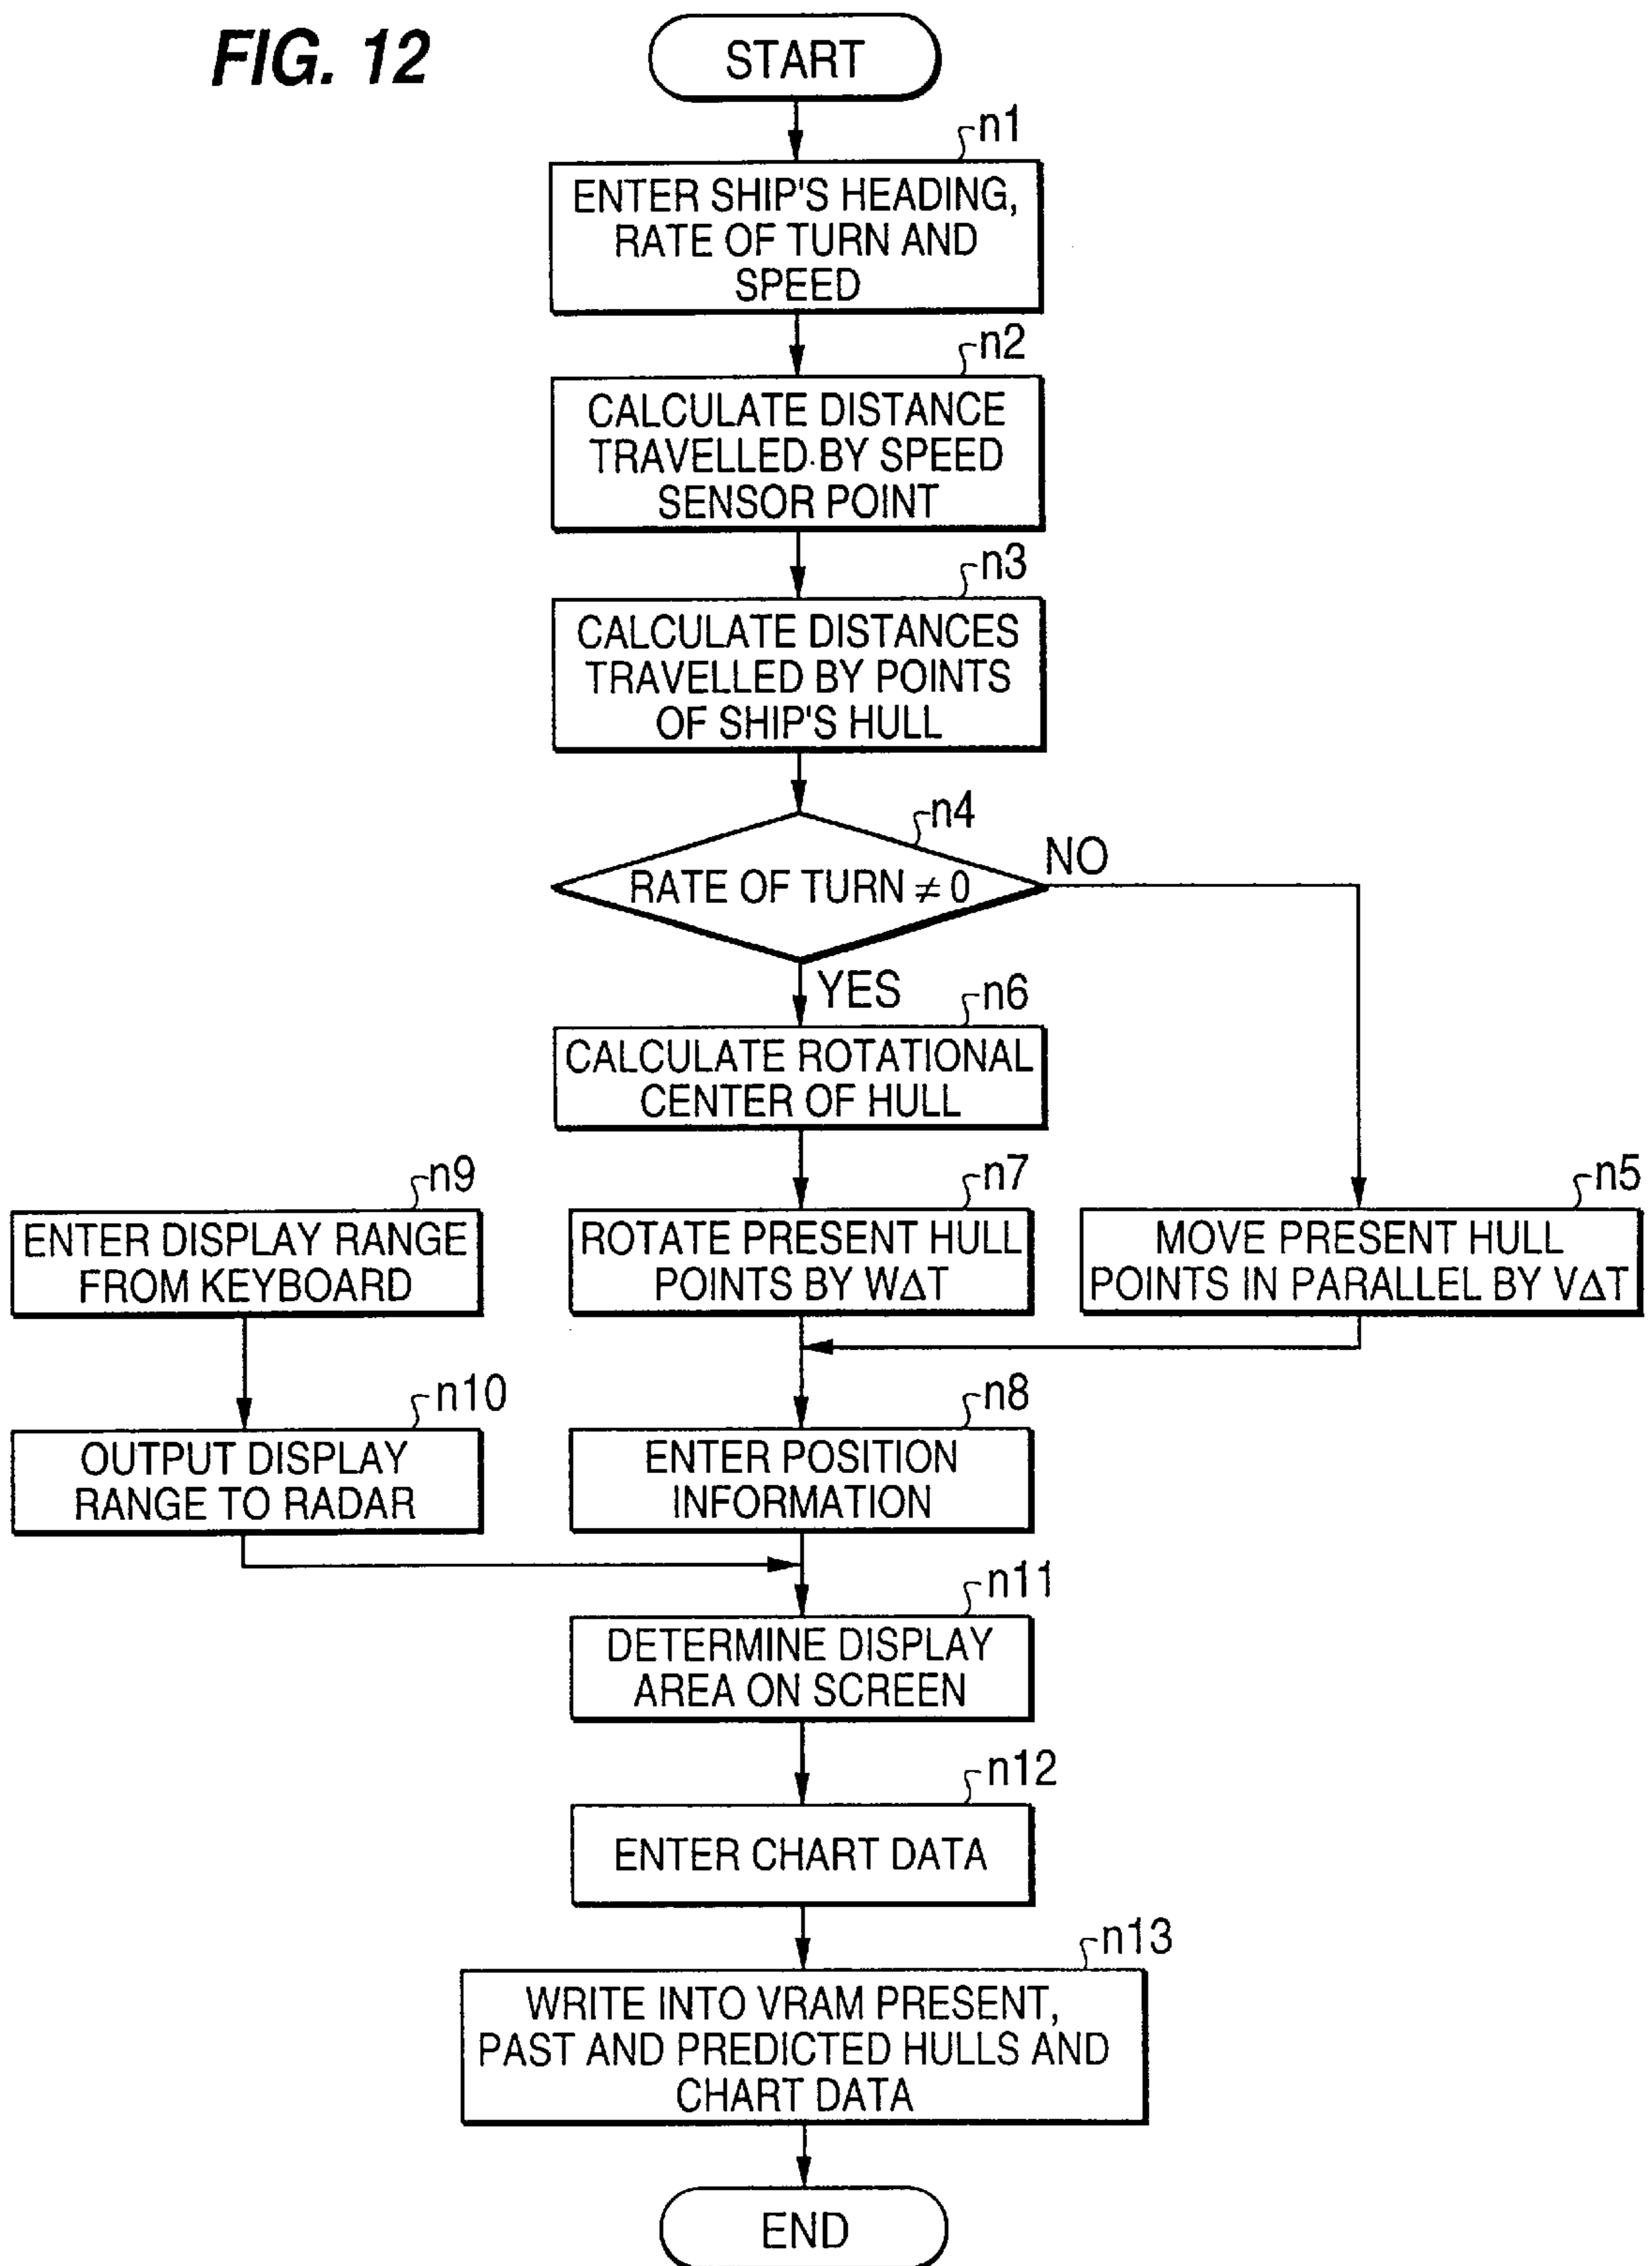 FIG. 12
START
n1
ENTER SHIP'S HEADING,
RATE OF TURN AND
SPEED
n2
CALCULATE DISTANCE
TRAVELLED BY SPEED
SENSOR POINT
n3
CALCULATE DISTANCES
TRAVELLED BY POINTS
OF SHIP'S HULL
n4
RATE OF TURN ≠ 0
NO
YES
n6
CALCULATE ROTATIONAL
CENTER OF HULL
n9
ENTER DISPLAY RANGE
FROM KEYBOARD
n7
ROTATE PRESENT HULL
POINTS BY WΔT
n5
MOVE PRESENT HULL
POINTS IN PARALLEL BY VΔT
n10
OUTPUT DISPLAY
RANGE TO RADAR
n8
ENTER POSITION
INFORMATION
n11
DETERMINE DISPLAY
AREA ON SCREEN
n12
ENTER CHART DATA
n13
WRITE INTO VRAM PRESENT,
PAST AND PREDICTED HULLS AND
CHART DATA
END